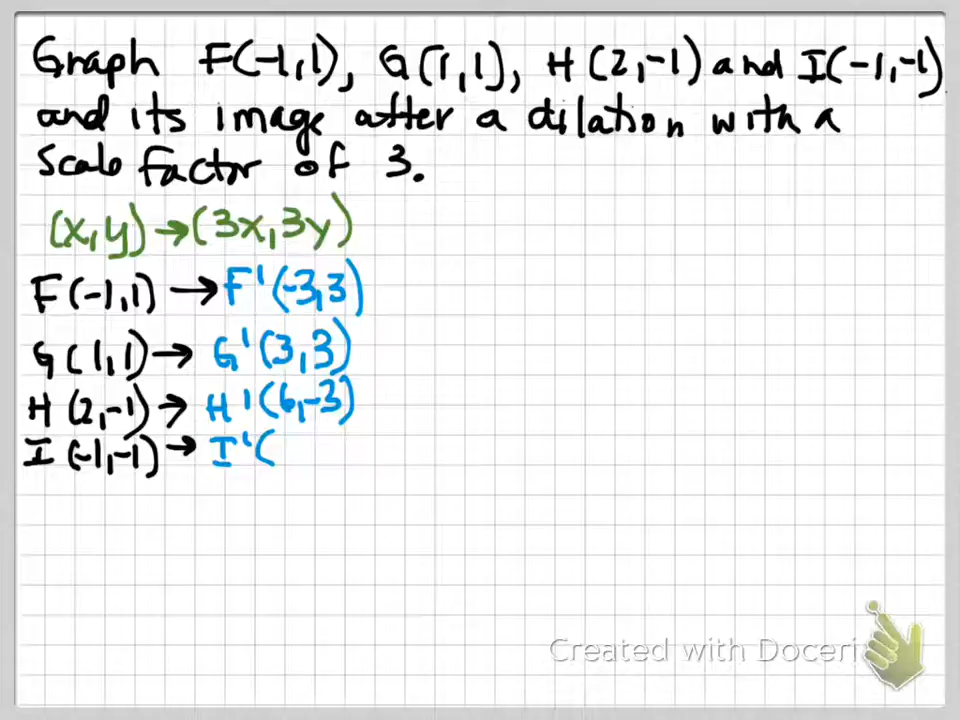 Graph F(-1,1), G(1,1), H(2,-1) and I(-1,-1)
and its image after a dilation with a
Scale factor of 3.
(x,y)→(3x,3y)
F(-1,1)→F'(-3,3)
G(1,1)→G'(3,3)
H(2,-1)→H'(6,-3)
I(-1,-1)→I'(
Created with Doceri